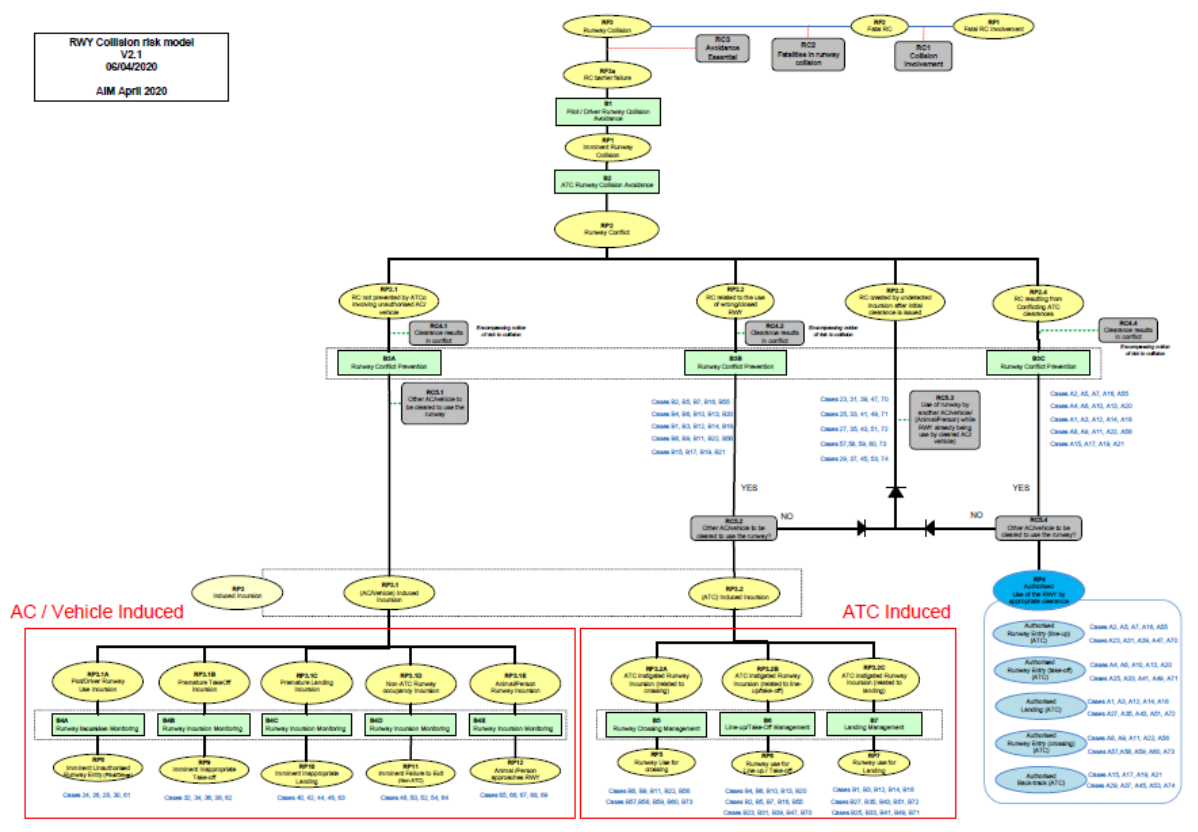 RWY Collision risk model
V2.1
06/04/2020
AIM April 2020
RF3
Runway Collision
RF2
Fatal RC
RF1
Fatal RC Involvement
RC3
Avoidance
Essential
RC2
Fatalities in runway
collision
RC1
Collision
Involvement
RF3a
RC barrier failure
B1
Pilot / Driver Runway Collision
Avoidance
RP1
Imminent Runway
Collision
B2
ATC Runway Collision Avoidance
RP2
Runway Conflict
RP2.1
RC not prevented by ATCo
involving unauthorised AC/
vehicle
RP2.2
RC related to the use
of wrong/closed
RWY
RP2.3
RC created by undetected
incursion after initial
clearance is issued
RP2.4
RC resulting from
Conflicting ATC
clearances
RC4.1
Clearance results
in conflict
Encompassing notion
of risk in collision
RC4.2
Clearance results
in conflict
Encompassing notion
of risk in collision
RC4.4
Clearance results
in conflict
Encompassing notion
of risk in collision
B3A
Runway Conflict Prevention
B3B
Runway Conflict Prevention
B3C
Runway Conflict Prevention
RC5.1
Other AC/vehicle to
be cleared to use the
runway
Cases B2, B5, B7, B16, B55
Cases B4, B6, B10, B13, B20
Cases B1, B3, B12, B14, B18
Cases B8, B9, B11, B22, B56
Cases B15, B17, B19, B21
Cases 23, 31, 39, 47, 70
Cases 25, 33, 41, 49, 71
Cases 27, 35, 43, 51, 72
Cases 57,58, 59, 60, 73
Cases 29, 37, 45, 53, 74
RC5.3
Use of runway by
another AC/vehicle/
(Animal/Person) while
RWY already being
use by cleared AC/
vehicle)
Cases A2, A5, A7, A16, A55
Cases A4, A6, A10, A13, A20
Cases A1, A3, A12, A14, A18
Cases A8, A9, A11, A22, A56
Cases A15, A17, A19, A21
YES
YES
RC5.2
Other AC/vehicle to be
cleared to use the runway?
NO
NO
RC5.4
Other AC/vehicle to be
cleared to use the runway?
RP3
Induced Incursion
RP3.1
(AC/Vehicle) Induced
Incursion
RP3.2
(ATC) Induced Incursion
RP4
Authorised
Use of the RWY by
appropriate clearance
AC / Vehicle Induced
ATC Induced
Authorised
Runway Entry (line-up)
(ATC)
Cases A2, A5, A7, A16, A55
Cases A23, A31, A39, A47, A70
Authorised
Runway Entry (take-off)
(ATC)
Cases A4, A6, A10, A13, A20
Cases A25, A33, A41, A49, A71
Authorised
Landing (ATC)
Cases A1, A3, A12, A14, A18
Cases A27, A35, A43, A51, A72
Authorised
Runway Entry (crossing)
(ATC)
Cases A8, A9, A11, A22, A56
Cases A57, A58, A59, A60, A73
Authorised
Back-track (ATC)
Cases A15, A17, A19, A21
Cases A29, A37, A45, A53, A74
RP3.1A
Pilot/Driver Runway
Use Incursion
RP3.1B
Premature TakeOff
Incursion
RP3.1C
Premature Landing
Incursion
RP3.1D
Non-ATC Runway
occupancy Incursion
RP3.1E
Animal/Person
Runway Incursion
RP3.2A
ATC Instigated Runway
Incursion (related to
crossing)
RP3.2B
ATC Instigated Runway
Incursion (related to line-
up/take-off)
RP3.2C
ATC Instigated Runway
Incursion (related to
landing)
B4A
Runway Incursion Monitoring
B4B
Runway Incursion Monitoring
B4C
Runway Incursion Monitoring
B4D
Runway Incursion Monitoring
B4E
Runway Incursion Monitoring
B5
Runway Crossing Management
B6
Line-up/Take-Off Management
B7
Landing Management
RP8
Imminent Unauthorised
Runway Entry
RP9
Imminent Inappropriate
Take-off
RP10
Imminent Inappropriate
Landing
RP11
Imminent Failure to Exit
(Non-ATC)
RP12
Animal/Person
approaches RWY
RP5
Runway Use for
crossing
RP6
Runway use for
Line-up / Take-off
RP7
Runway Use for
Landing
Cases 24, 26, 28, 30, 61
Cases 32, 34, 36, 38, 62
Cases 40, 42, 44, 46, 63
Cases 48, 50, 52, 54, 64
Cases 65, 66, 67, 68, 69
Cases B8, B9, B11, B22, B56
Cases B57,B58, B59, B60, B73
Cases B4, B6, B10, B13, B20
Cases B2, B5, B7, B16, B55
Cases B23, B31, B39, B47, B70
Cases B1, B3, B12, B14, B18
Cases B27, B35, B43, B51, B72
Cases B25, B33, B41, B49, B71